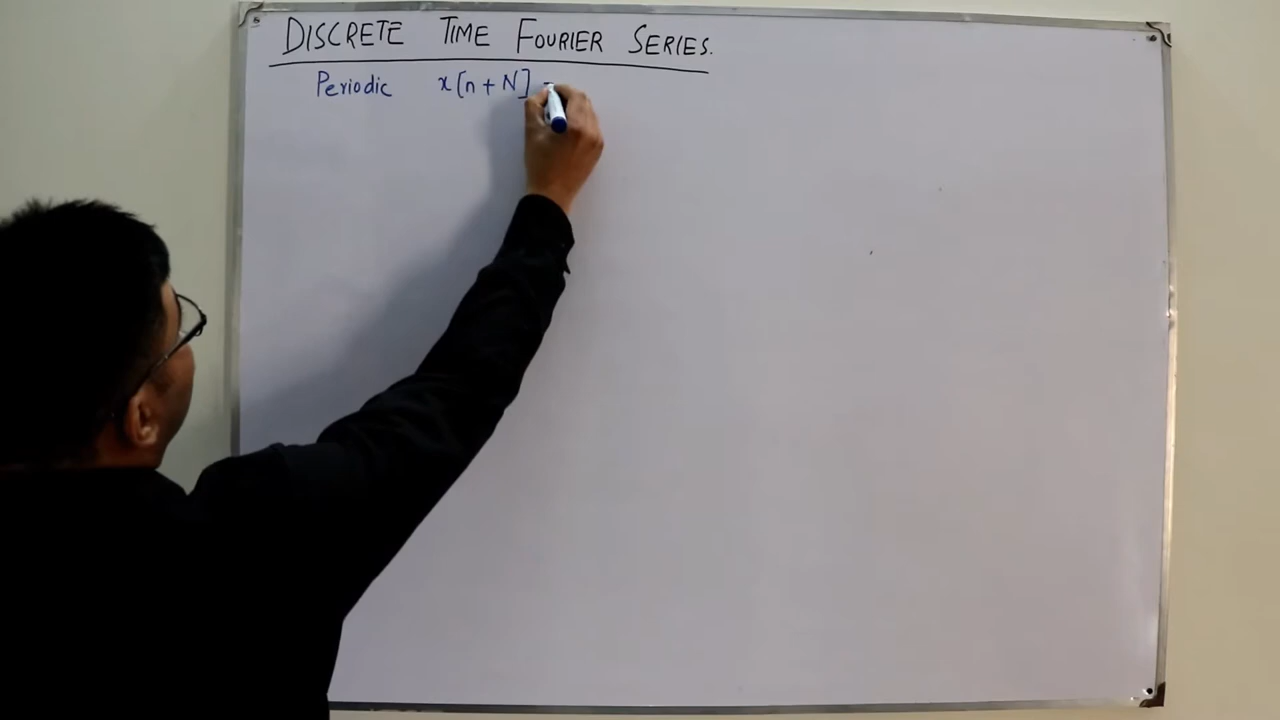 DISCRETE TIME FOURIER SERIES.
Periodic x[n + N] =